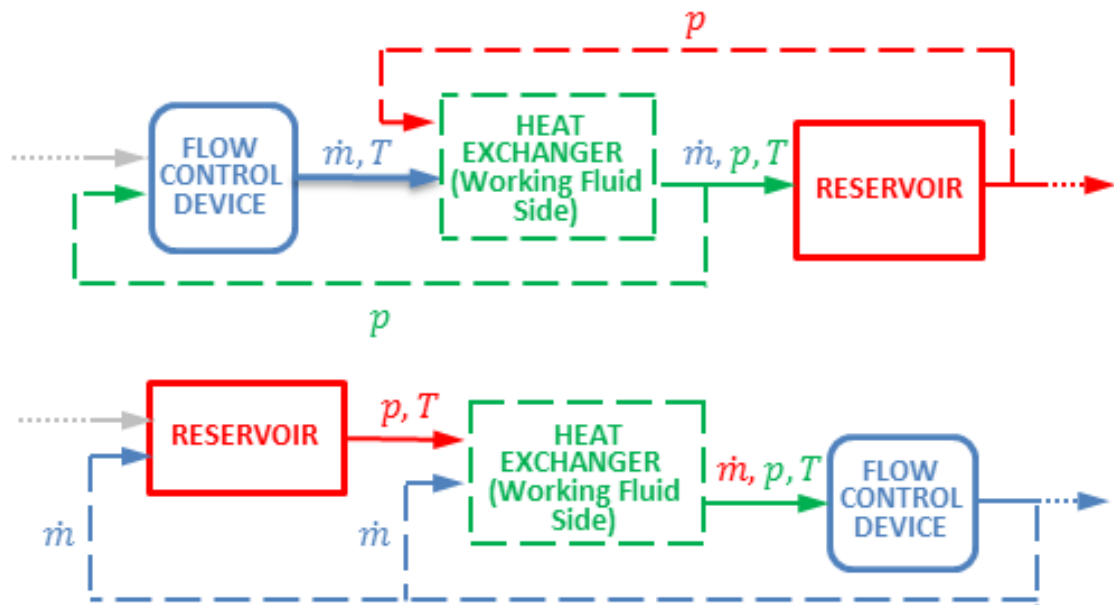 p
FLOW
CONTROL
DEVICE
ṁ, T
HEAT
EXCHANGER
(Working Fluid
Side)
ṁ, p, T
RESERVOIR
p
RESERVOIR
p, T
HEAT
EXCHANGER
(Working Fluid
Side)
ṁ, p, T
FLOW
CONTROL
DEVICE
ṁ
ṁ